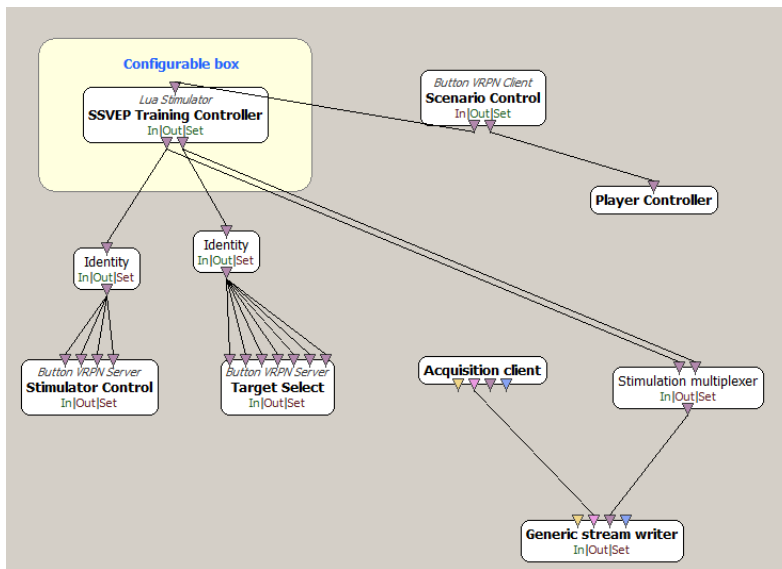 Configurable box
Lua Stimulator
SSVEP Training Controller
In|Out|Set
Button VRPN Client
Scenario Control
In|Out|Set
Player Controller
Identity
In|Out|Set
Identity
In|Out|Set
Button VRPN Server
Stimulator Control
In|Out|Set
Button VRPN Server
Target Select
In|Out|Set
Acquisition client
Stimulation multiplexer
In|Out|Set
Generic stream writer
In|Out|Set